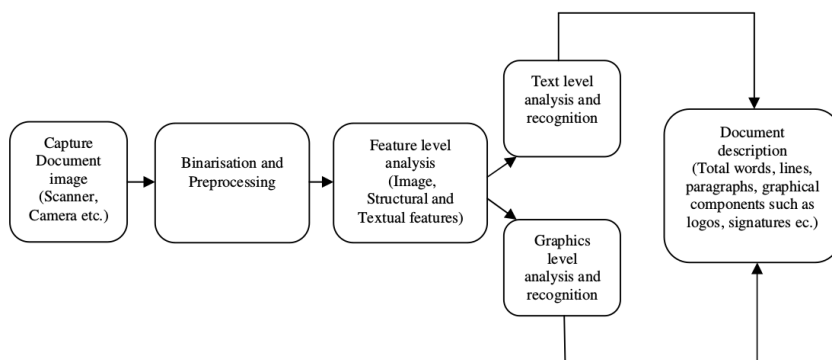 Capture
Document
image
(Scanner,
Camera etc.)
Binarisation and
Preprocessing
Feature level
analysis
(Image,
Structural and
Textual features)
Text level
analysis and
recognition
Graphics
level
analysis and
recognition
Document
description
(Total words, lines,
paragraphs, graphical
components such as
logos, signatures ec.)